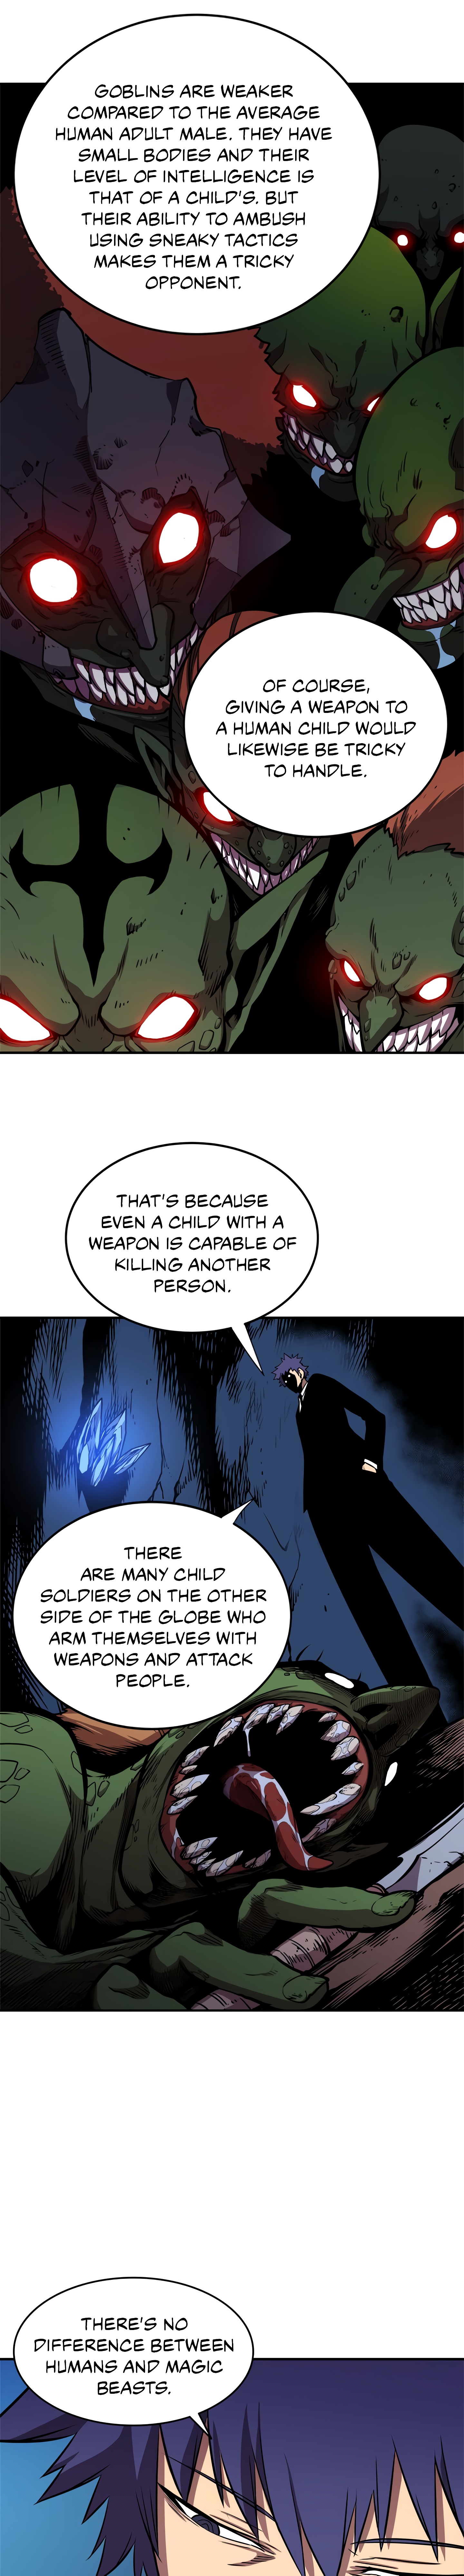 GOBLINS ARE WEAKER
COMPARED TO THE AVERAGE
HUMAN ADULT MALE. THEY HAVE
SMALL BODIES AND THEIR
LEVEL OF INTELLIGENCE IS
THAT OF A CHILD'S. BUT
THEIR ABILITY TO AMBUSH
USING SNEAKY TACTICS
MAKES THEM A TRICKY
OPPONENT.
OF COURSE,
GIVING A WEAPON TO
A HUMAN CHILD WOULD
LIKEWISE BE TRICKY
TO HANDLE.
THAT'S BECAUSE
EVEN A CHILD WITH A
WEAPON IS CAPABLE OF
KILLING ANOTHER
PERSON.
THERE
ARE MANY CHILD
SOLDIERS ON THE OTHER
SIDE OF THE GLOBE WHO
ARM THEMSELVES WITH
WEAPONS AND ATTACK
PEOPLE.
THERE'S NO
DIFFERENCE BETWEEN
HUMANS AND MAGIC
BEASTS.